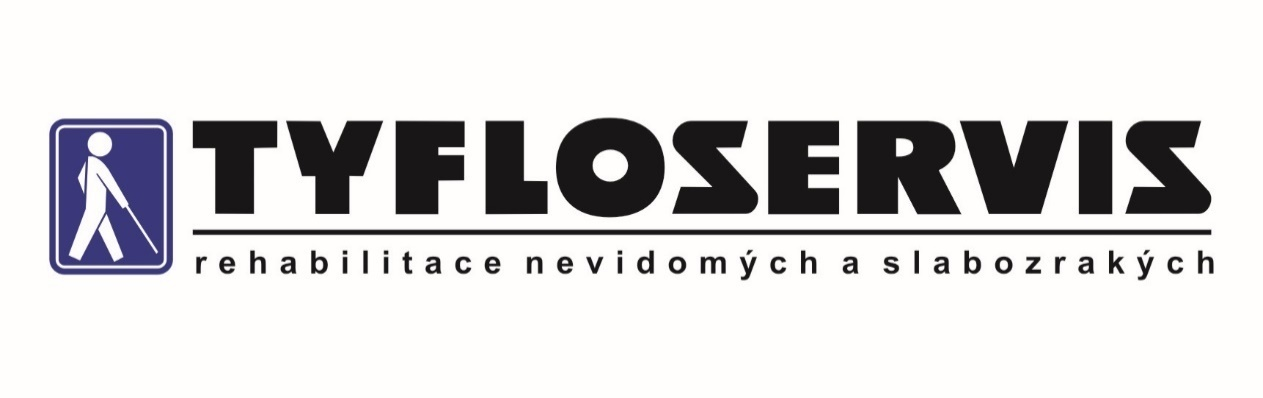 TYFLOSERVIS
rehabilitace nevidomých a slabozrakých